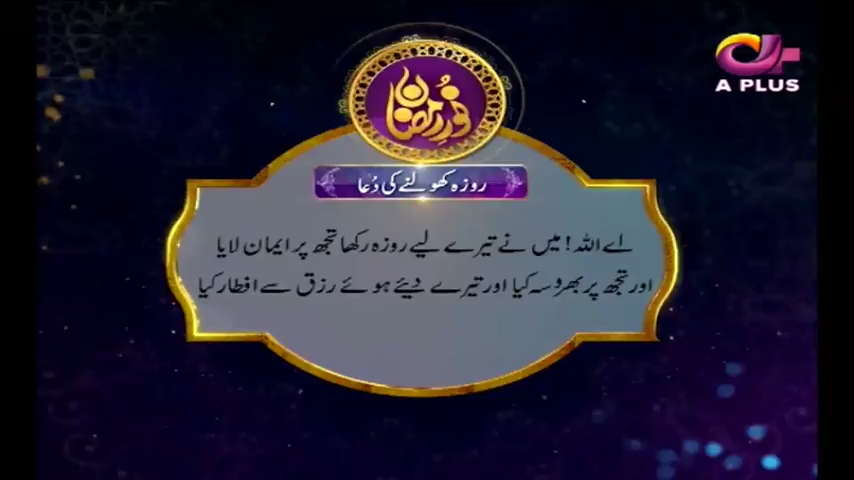 A PLUS
نور رمضان
روزہ کھولنے کی دُعا
اے اللہ! میں نے تیرے لیے روزہ رکھا تجھ پر ایمان لایا
اور تجھ پر بھروسہ کیا اور تیرے دیئے ہوئے رزق سے افطار کیا